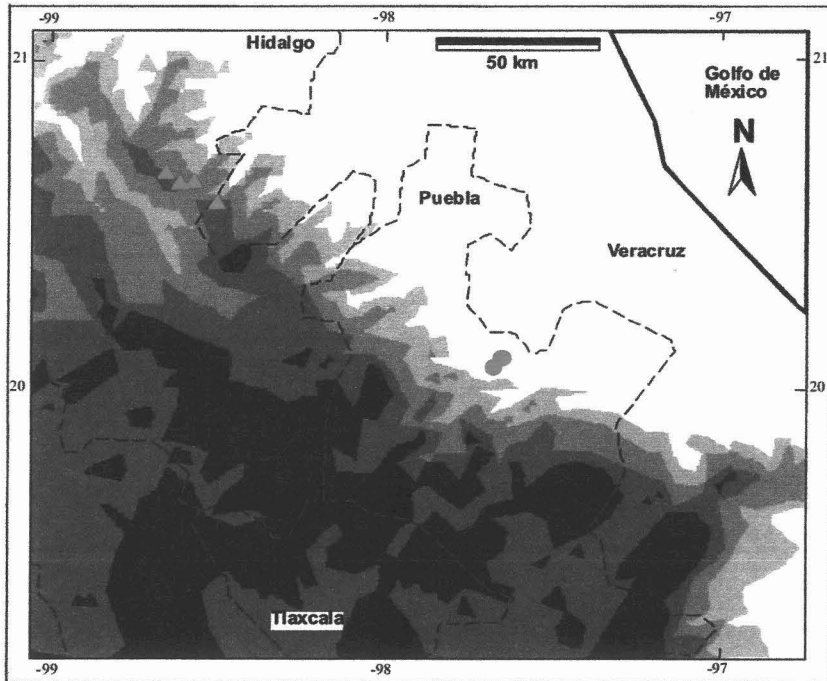 -99 -98 -97
Hidalgo
21 21
50 km
Golfo de
México
N
Puebla
Veracruz
20 20
Tlaxcala
-99 -98 -97